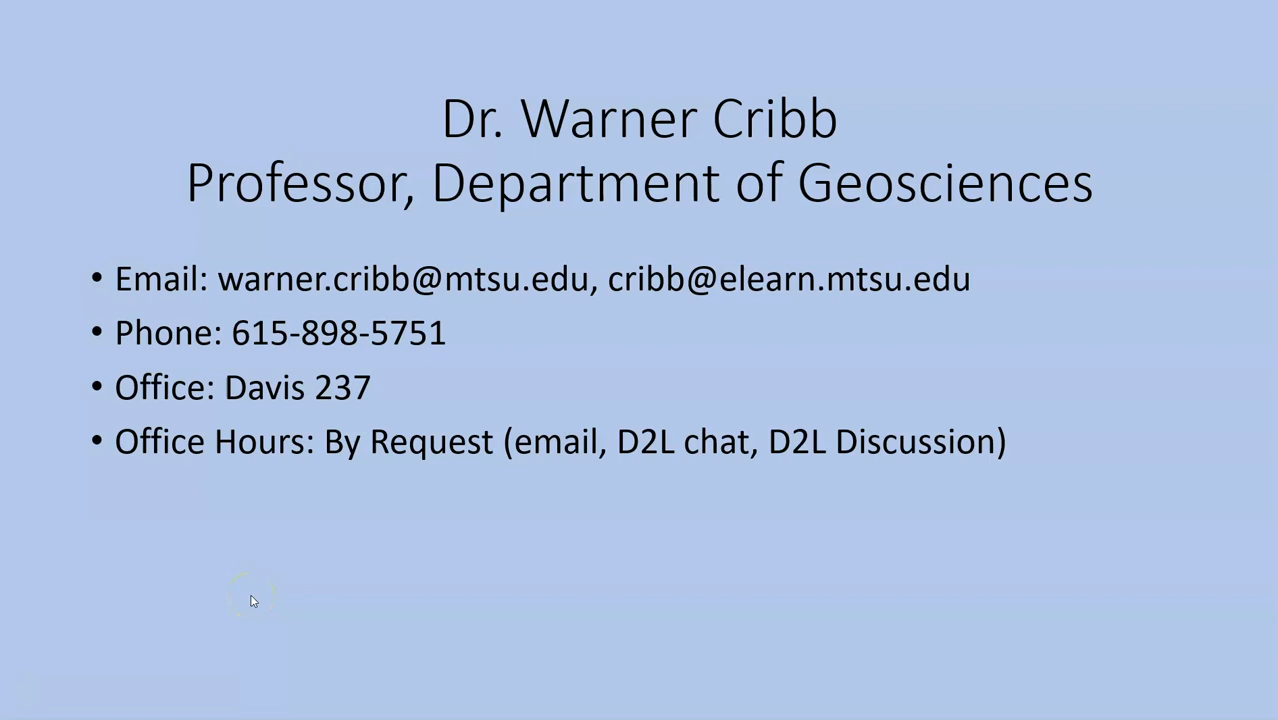 Dr. Warner Cribb
Professor, Department of Geosciences
• Email: warner.cribb@mtsu.edu, cribb@elearn.mtsu.edu
• Phone: 615-898-5751
• Office: Davis 237
• Office Hours: By Request (email, D2L chat, D2L Discussion)